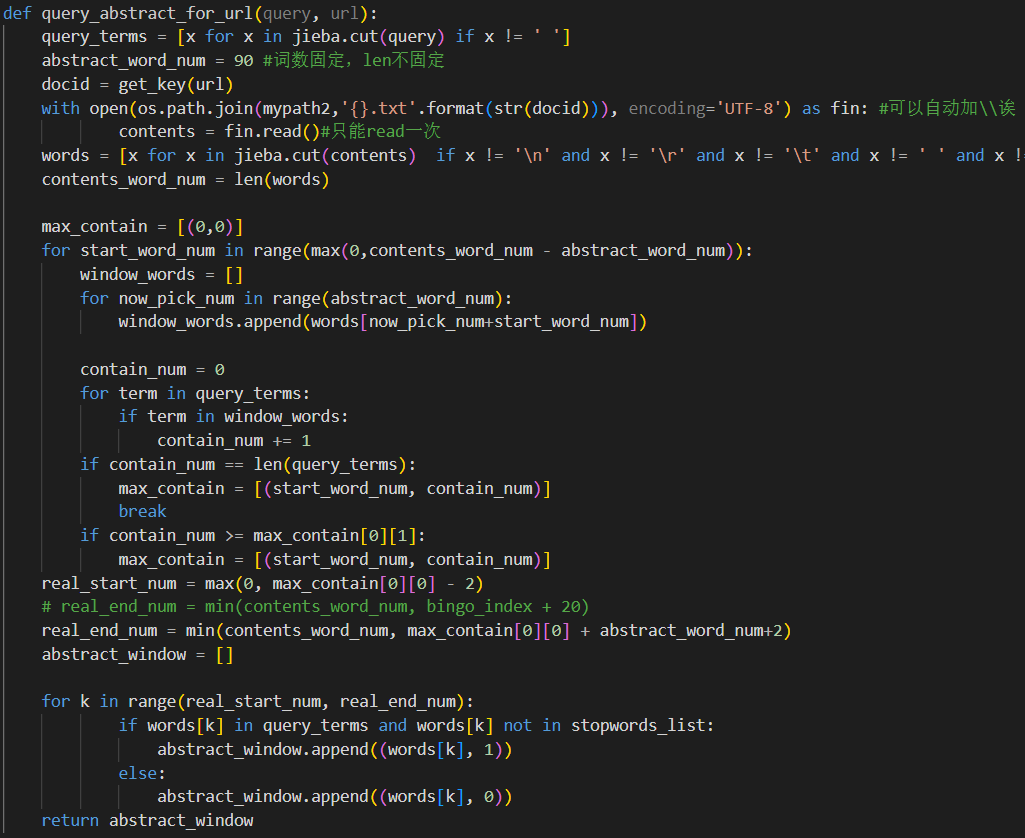 def query_abstract_for_url(query, url):
    query_terms = [x for x in jieba.cut(query) if x != ' ']
    abstract_word_num = 90 #词数固定，len不固定
    docid = get_key(url)
    with open(os.path.join(mypath2,'{}.txt'.format(str(docid))), encoding='UTF-8') as fin: #可以自动加\\诶
            contents = fin.read()#只能read一次
    words = [x for x in jieba.cut(contents)  if x != '\n' and x != '\r' and x != '\t' and x != ' ' and x !=
    contents_word_num = len(words)

    max_contain = [(0,0)]
    for start_word_num in range(max(0,contents_word_num - abstract_word_num)):
        window_words = []
        for now_pick_num in range(abstract_word_num):
            window_words.append(words[now_pick_num+start_word_num])

        contain_num = 0
        for term in query_terms:
            if term in window_words:
                contain_num += 1
        if contain_num == len(query_terms):
            max_contain = [(start_word_num, contain_num)]
            break
        if contain_num >= max_contain[0][1]:
            max_contain = [(start_word_num, contain_num)]
    real_start_num = max(0, max_contain[0][0] - 2)
    # real_end_num = min(contents_word_num, bingo_index + 20)
    real_end_num = min(contents_word_num, max_contain[0][0] + abstract_word_num+2)
    abstract_window = []

    for k in range(real_start_num, real_end_num):
            if words[k] in query_terms and words[k] not in stopwords_list:
                abstract_window.append((words[k], 1))
            else:
                abstract_window.append((words[k], 0))
    return abstract_window